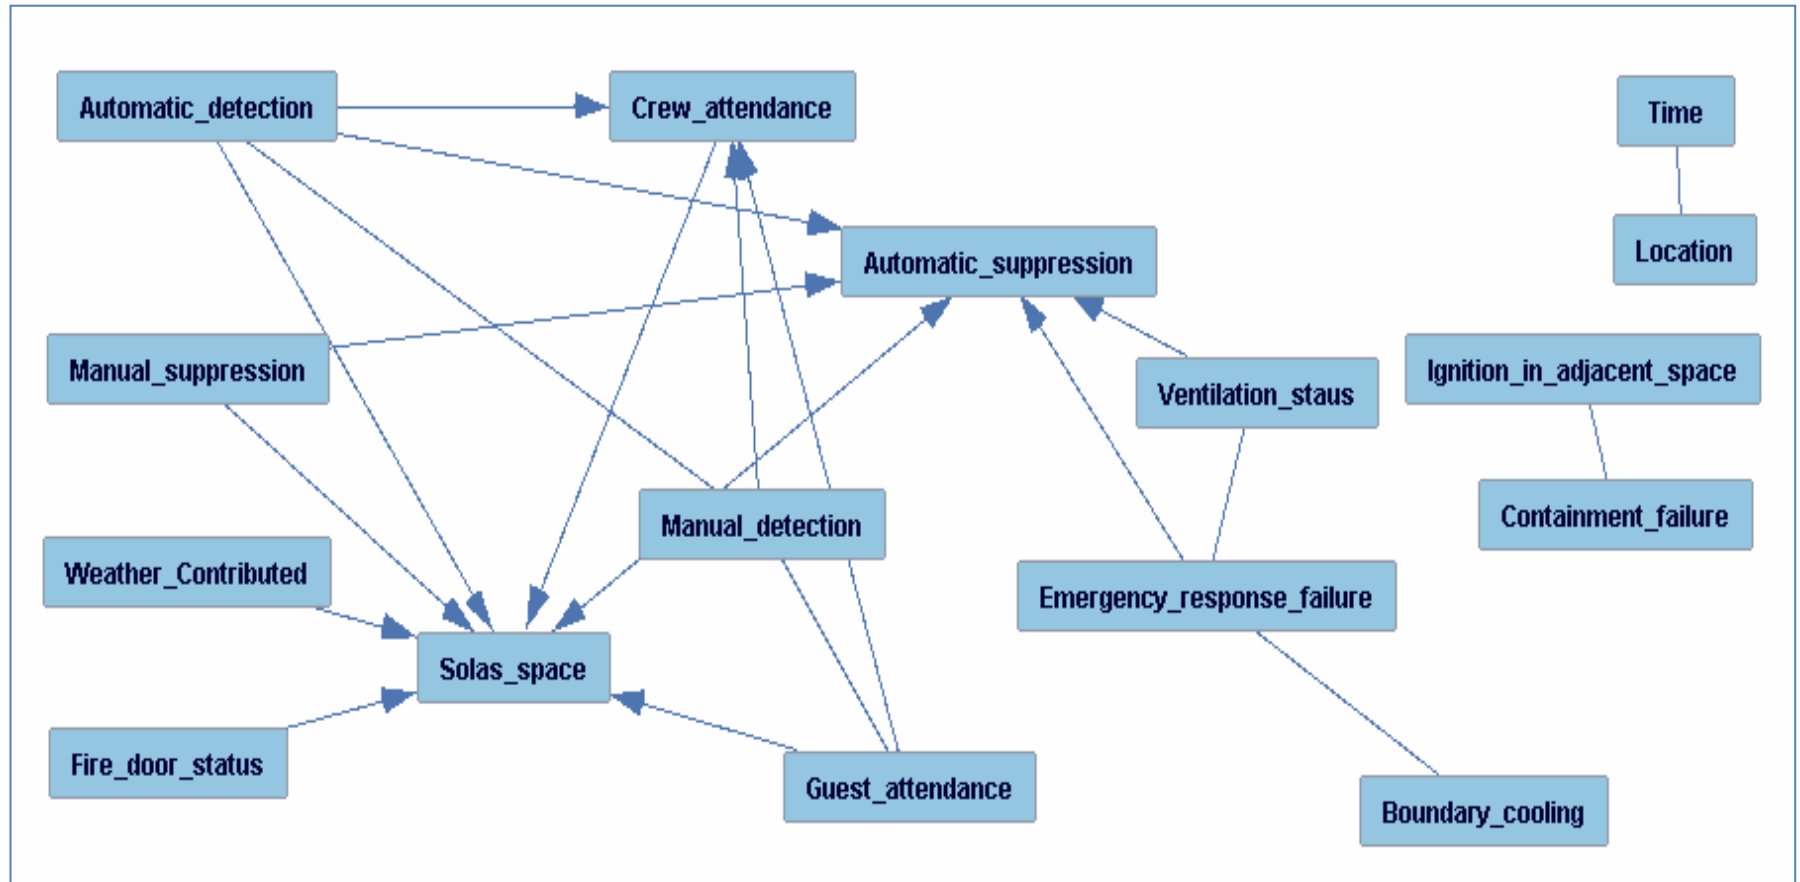 Automatic_detection
Crew_attendance
Time
Automatic_suppression
Location
Manual_suppression
Ventilation_staus
Ignition_in_adjacent_space
Manual_detection
Containment_failure
Weather_Contributed
Emergency_response_failure
Solas_space
Fire_door_status
Guest_attendance
Boundary_cooling